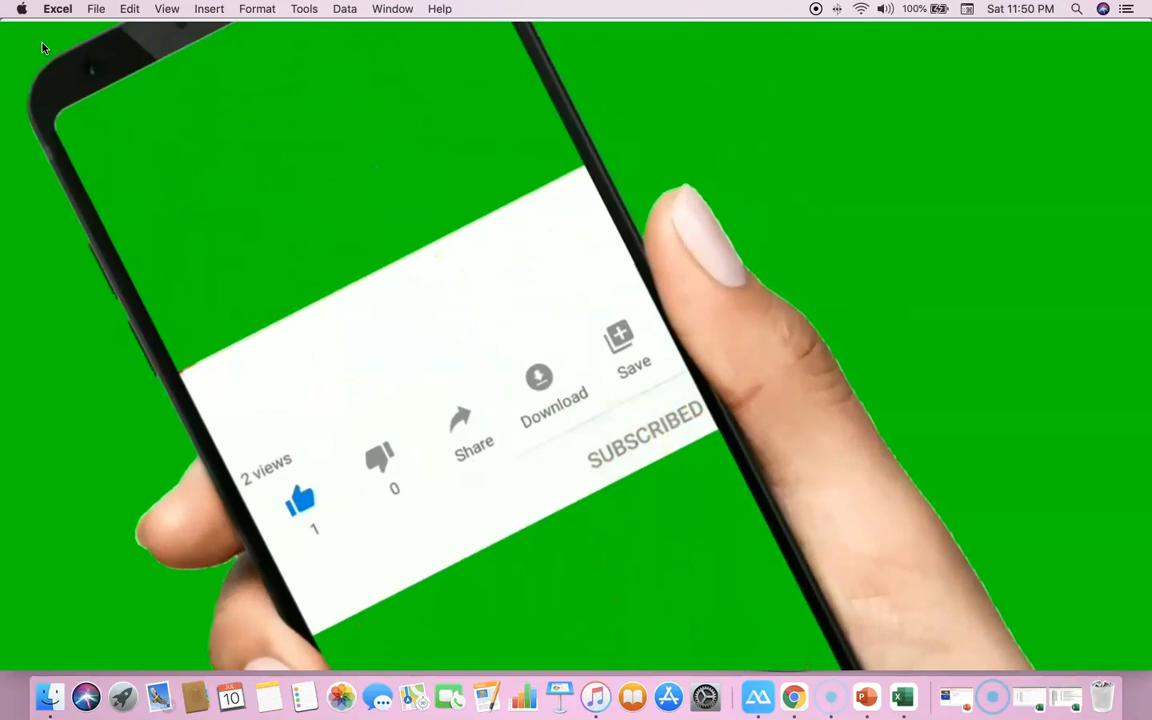 Excel File Edit View Insert Format Tools Data Window Help 100% Sat 11:50 PM
2 views
1
0
Share
Download
Save
SUBSCRIBED
JUL
10